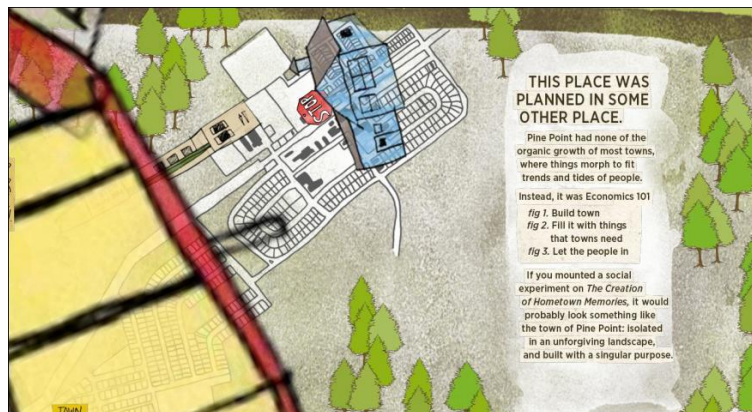 THIS PLACE WAS
PLANNED IN SOME
OTHER PLACE.
Pine Point had none of the
organic growth of most towns,
where things morph to fit
trends and tides of people.
Instead, it was Economics 101
fig 1. Build town
fig 2. Fill it with things
that towns need
fig 3. Let the people in
If you mounted a social
experiment on The Creation
of Hometown Memories, it would
probably look something like
the town of Pine Point: isolated
in an unforgiving landscape,
and built with a singular purpose.
STOP
TOWN